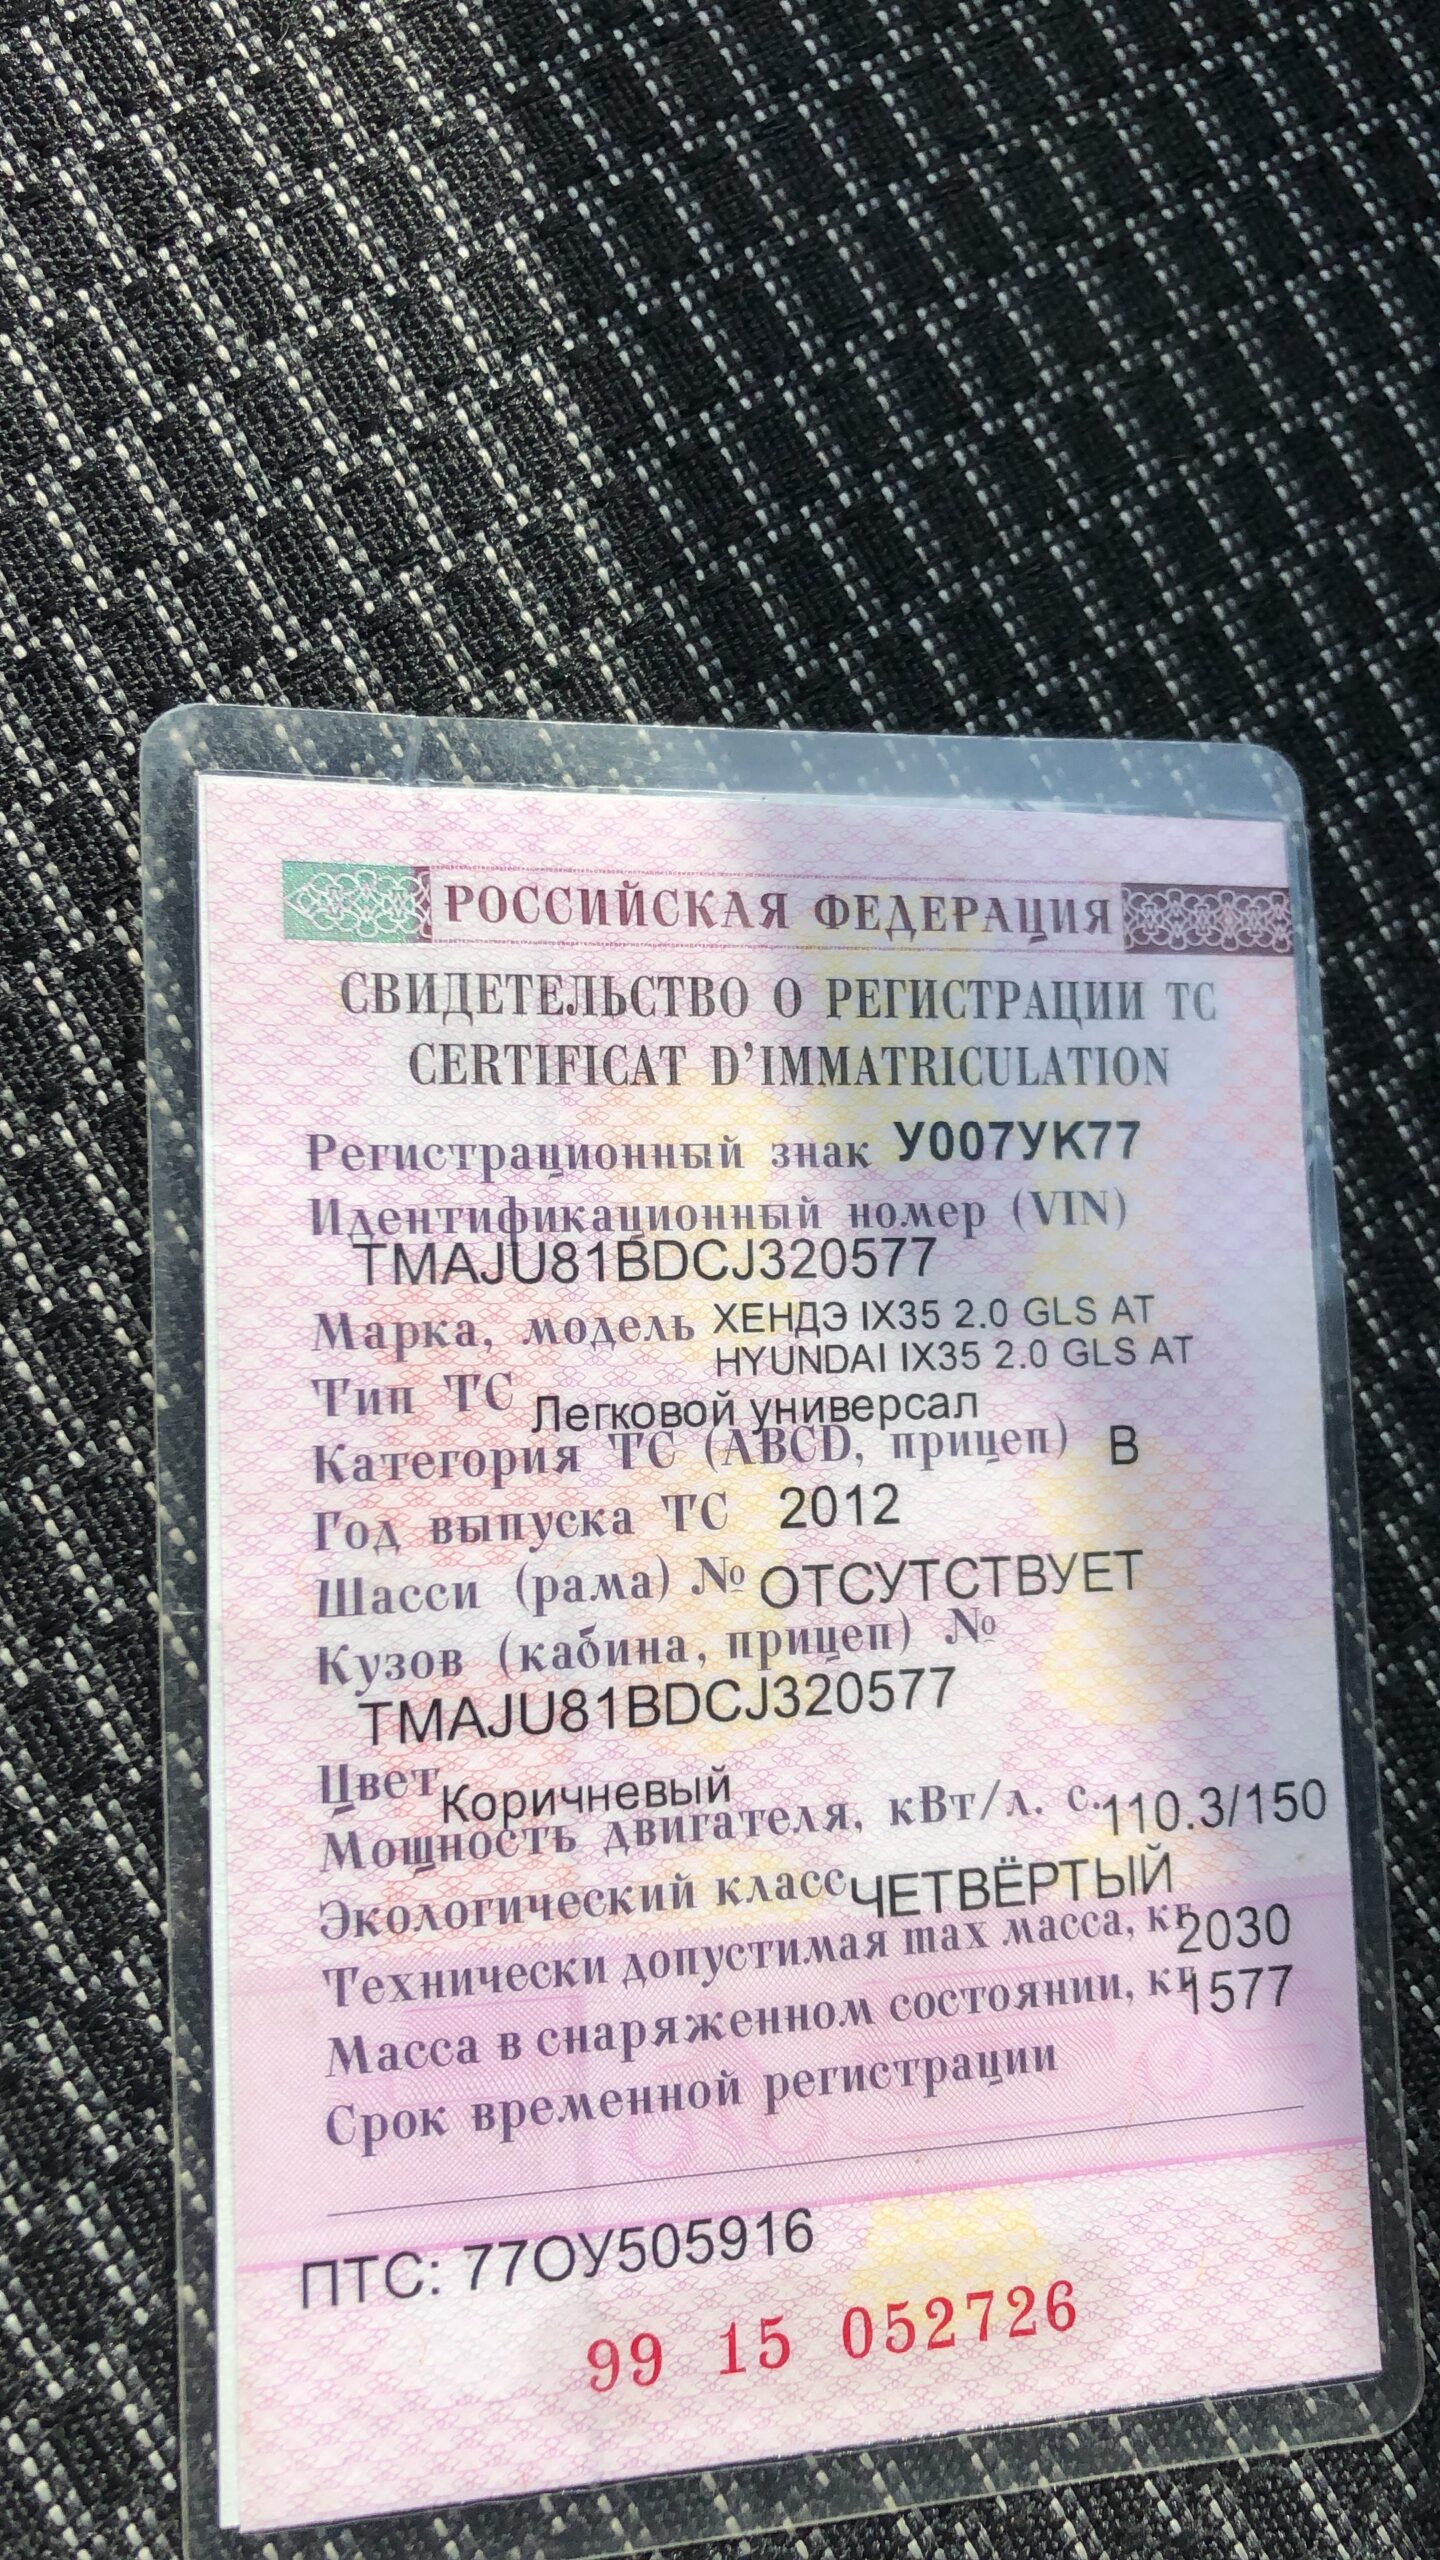 РОССИЙСКАЯ ФЕДЕРАЦИЯ
СВИДЕТЕЛЬСТВО О РЕГИСТРАЦИИ ТС
CERTIFICAT D'IMMATRICULATION
Регистрационный знак У007УК77
Идентификационный номер (VIN)
TMAJU81BDCJ320577
Марка, модель ХЕНДЭ IX35 2.0 GLS AT
HYUNDAI IX35 2.0 GLS AT
Тип ТС Легковой универсал
Категория ТС (ABCD, прицеп) B
Год выпуска ТС 2012
Шасси (рама) № ОТСУТСТВУЕТ
Кузов (кабина, прицеп) №
TMAJU81BDCJ320577
Цвет Коричневый
Мощность двигателя, кВт/л. с. 110.3/150
Экологический класс ЧЕТВЁРТЫЙ
Технически допустимая max масса, кг 2030
Масса в снаряженном состоянии, кг 1577
Срок временной регистрации
ПТС: 77ОУ505916
99 15 052726